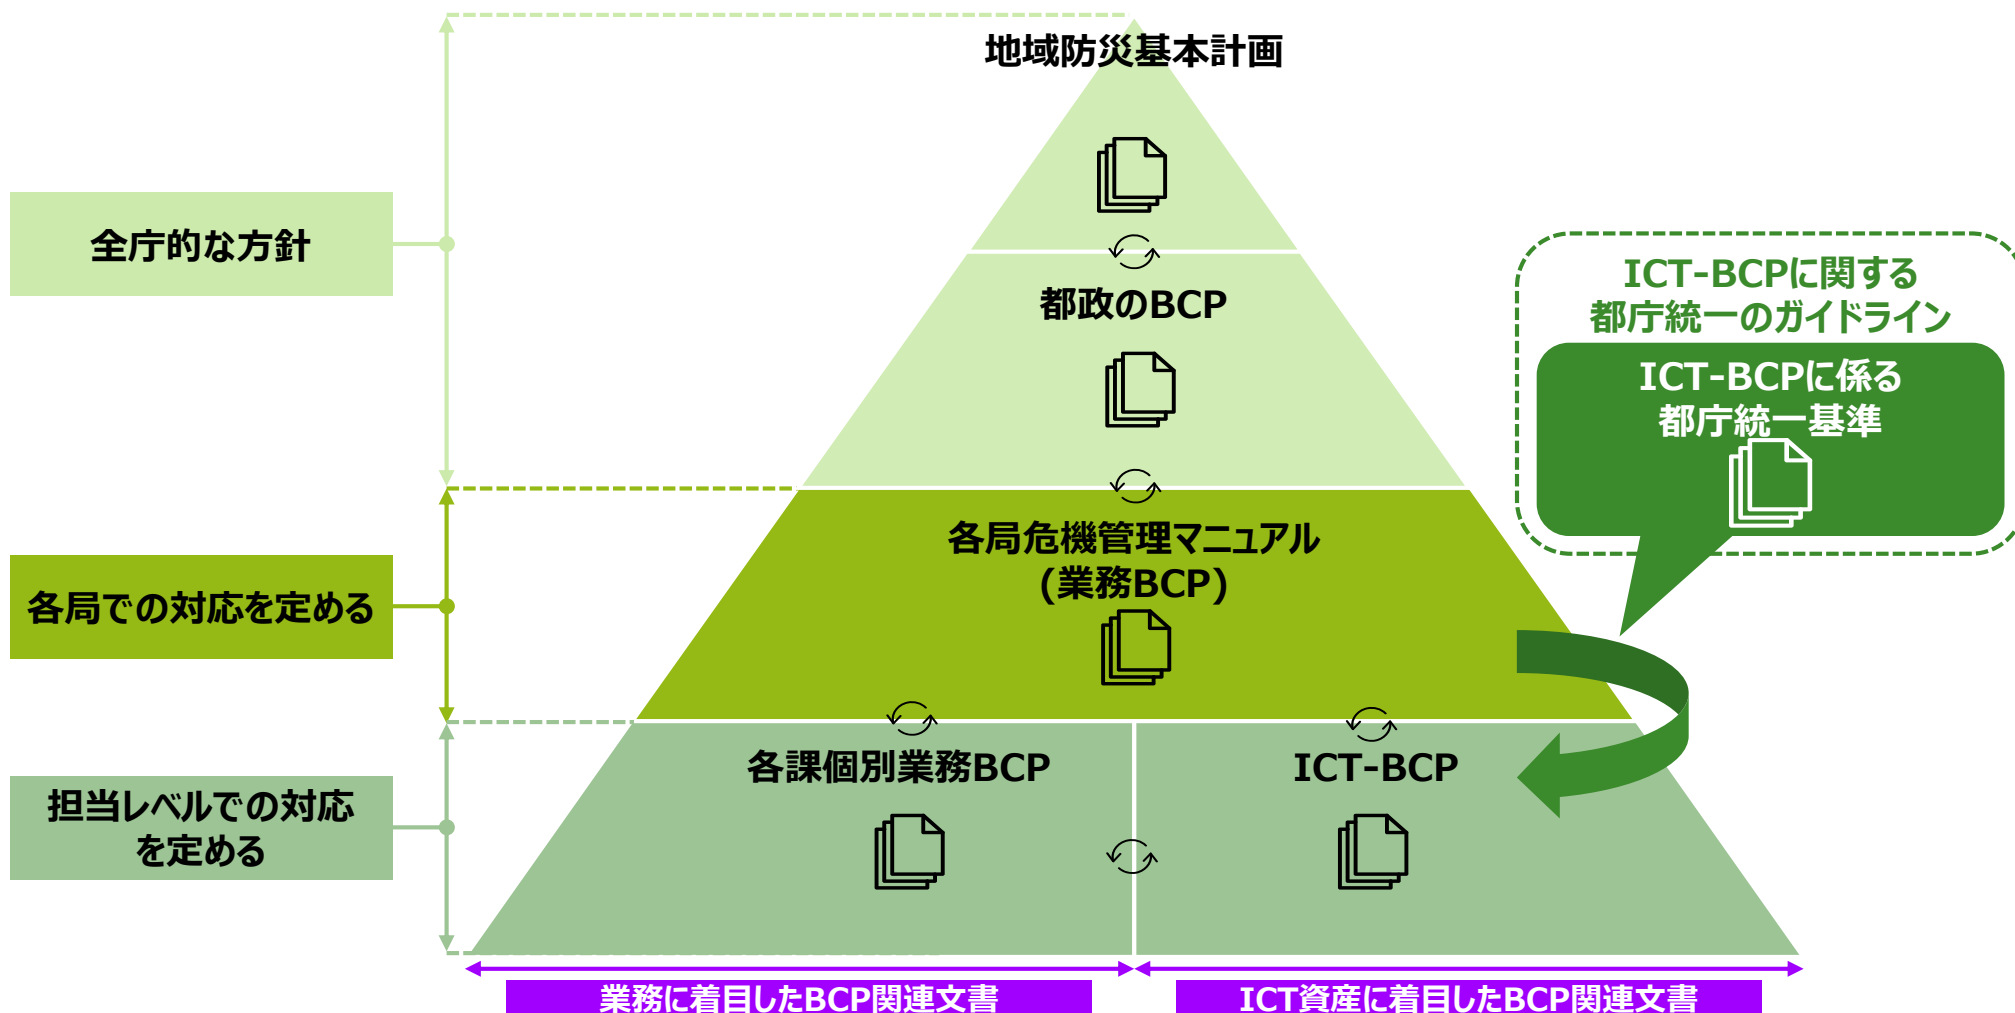 地域防災基本計画
全庁的な方針
都政のBCP
ICT-BCPに関する
都庁統一のガイドライン
ICT-BCPに係る
都庁統一基準
各局での対応を定める
各局危機管理マニュアル
(業務BCP)
担当レベルでの対応
を定める
各課個別業務BCP
ICT-BCP
業務に着目したBCP関連文書
ICT資産に着目したBCP関連文書